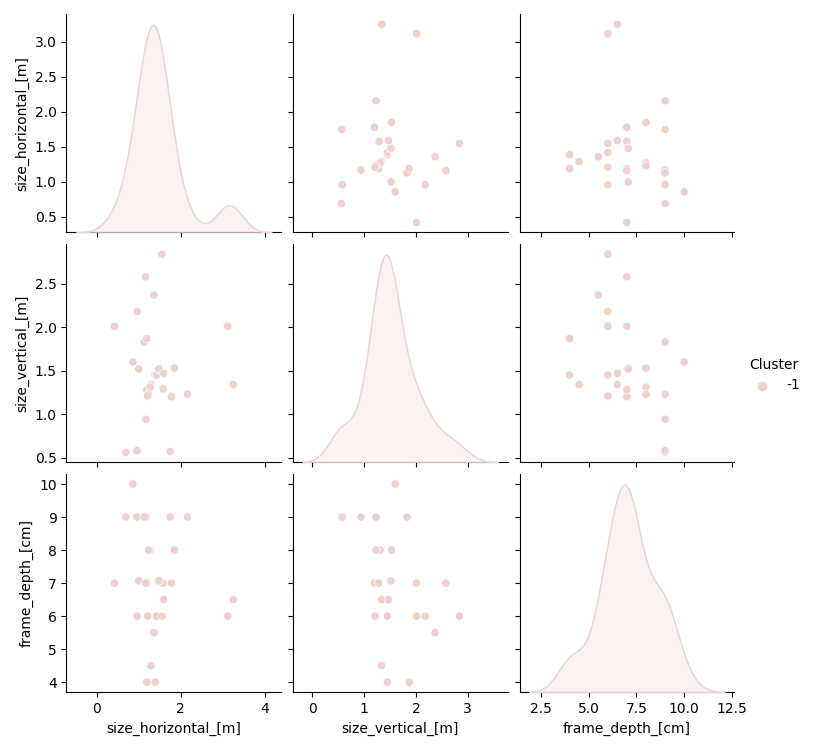 size_horizontal_[m]
3.0
2.5
2.0
1.5
1.0
0.5
size_vertical_[m]
2.5
2.0
1.5
1.0
0.5
Cluster
-1
frame_depth_[cm]
10
9
8
7
6
5
4
0 2 4
size_horizontal_[m]
0 1 2 3
size_vertical_[m]
2.5 5.0 7.5 10.0 12.5
frame_depth_[cm]